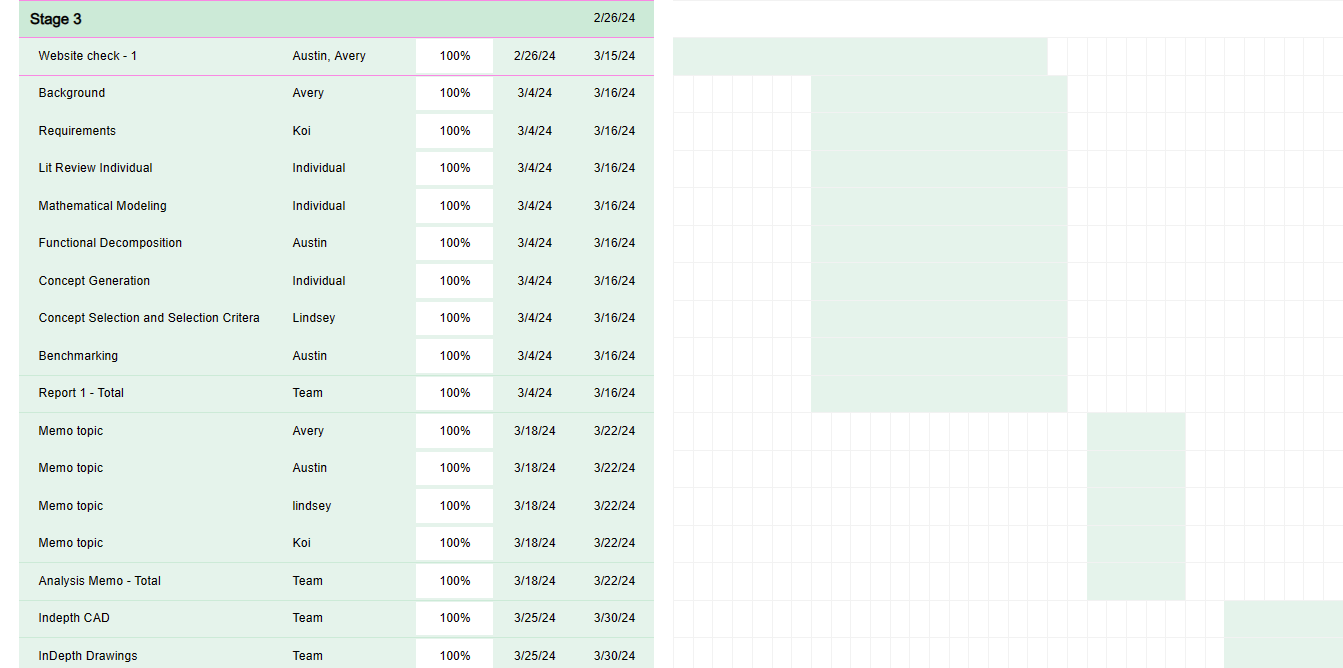 Stage 3 2/26/24
Website check - 1 Austin, Avery 100% 2/26/24 3/15/24
Background Avery 100% 3/4/24 3/16/24
Requirements Koi 100% 3/4/24 3/16/24
Lit Review Individual Individual 100% 3/4/24 3/16/24
Mathematical Modeling Individual 100% 3/4/24 3/16/24
Functional Decomposition Austin 100% 3/4/24 3/16/24
Concept Generation Individual 100% 3/4/24 3/16/24
Concept Selection and Selection Critera Lindsey 100% 3/4/24 3/16/24
Benchmarking Austin 100% 3/4/24 3/16/24
Report 1 - Total Team 100% 3/4/24 3/16/24
Memo topic Avery 100% 3/18/24 3/22/24
Memo topic Austin 100% 3/18/24 3/22/24
Memo topic lindsey 100% 3/18/24 3/22/24
Memo topic Koi 100% 3/18/24 3/22/24
Analysis Memo - Total Team 100% 3/18/24 3/22/24
Indepth CAD Team 100% 3/25/24 3/30/24
InDepth Drawings Team 100% 3/25/24 3/30/24